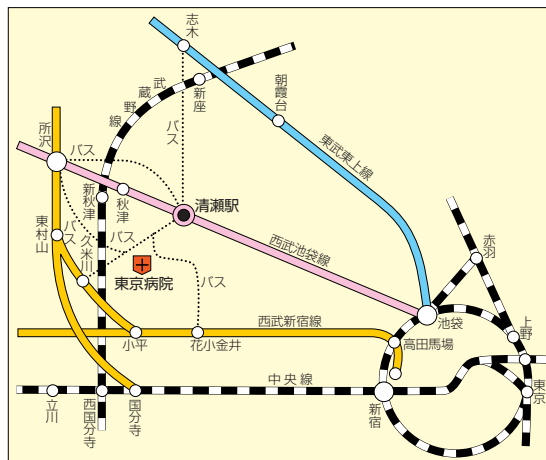 志木
武蔵野線
新座
朝霞台
バス
東武東上線
所沢
バス
新秋津
秋津
清瀬駅
赤羽
東村山
バス
久米川
バス
東京病院
バス
西武池袋線
池袋
上野
西武新宿線
高田馬場
小平
花小金井
中央線
東京
立川
西国分寺
国分寺
新宿